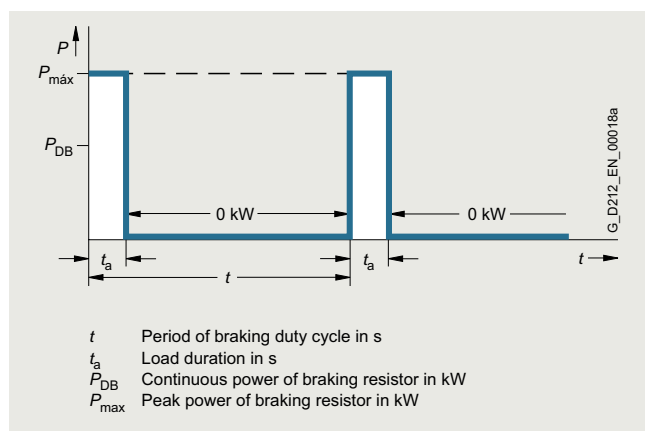 P
Pmáx
PDB
0 kW
0 kW
ta
t
ta
t
G_D212_EN_00018a
t Period of braking duty cycle in s
ta Load duration in s
PDB Continuous power of braking resistor in kW
Pmax Peak power of braking resistor in kW